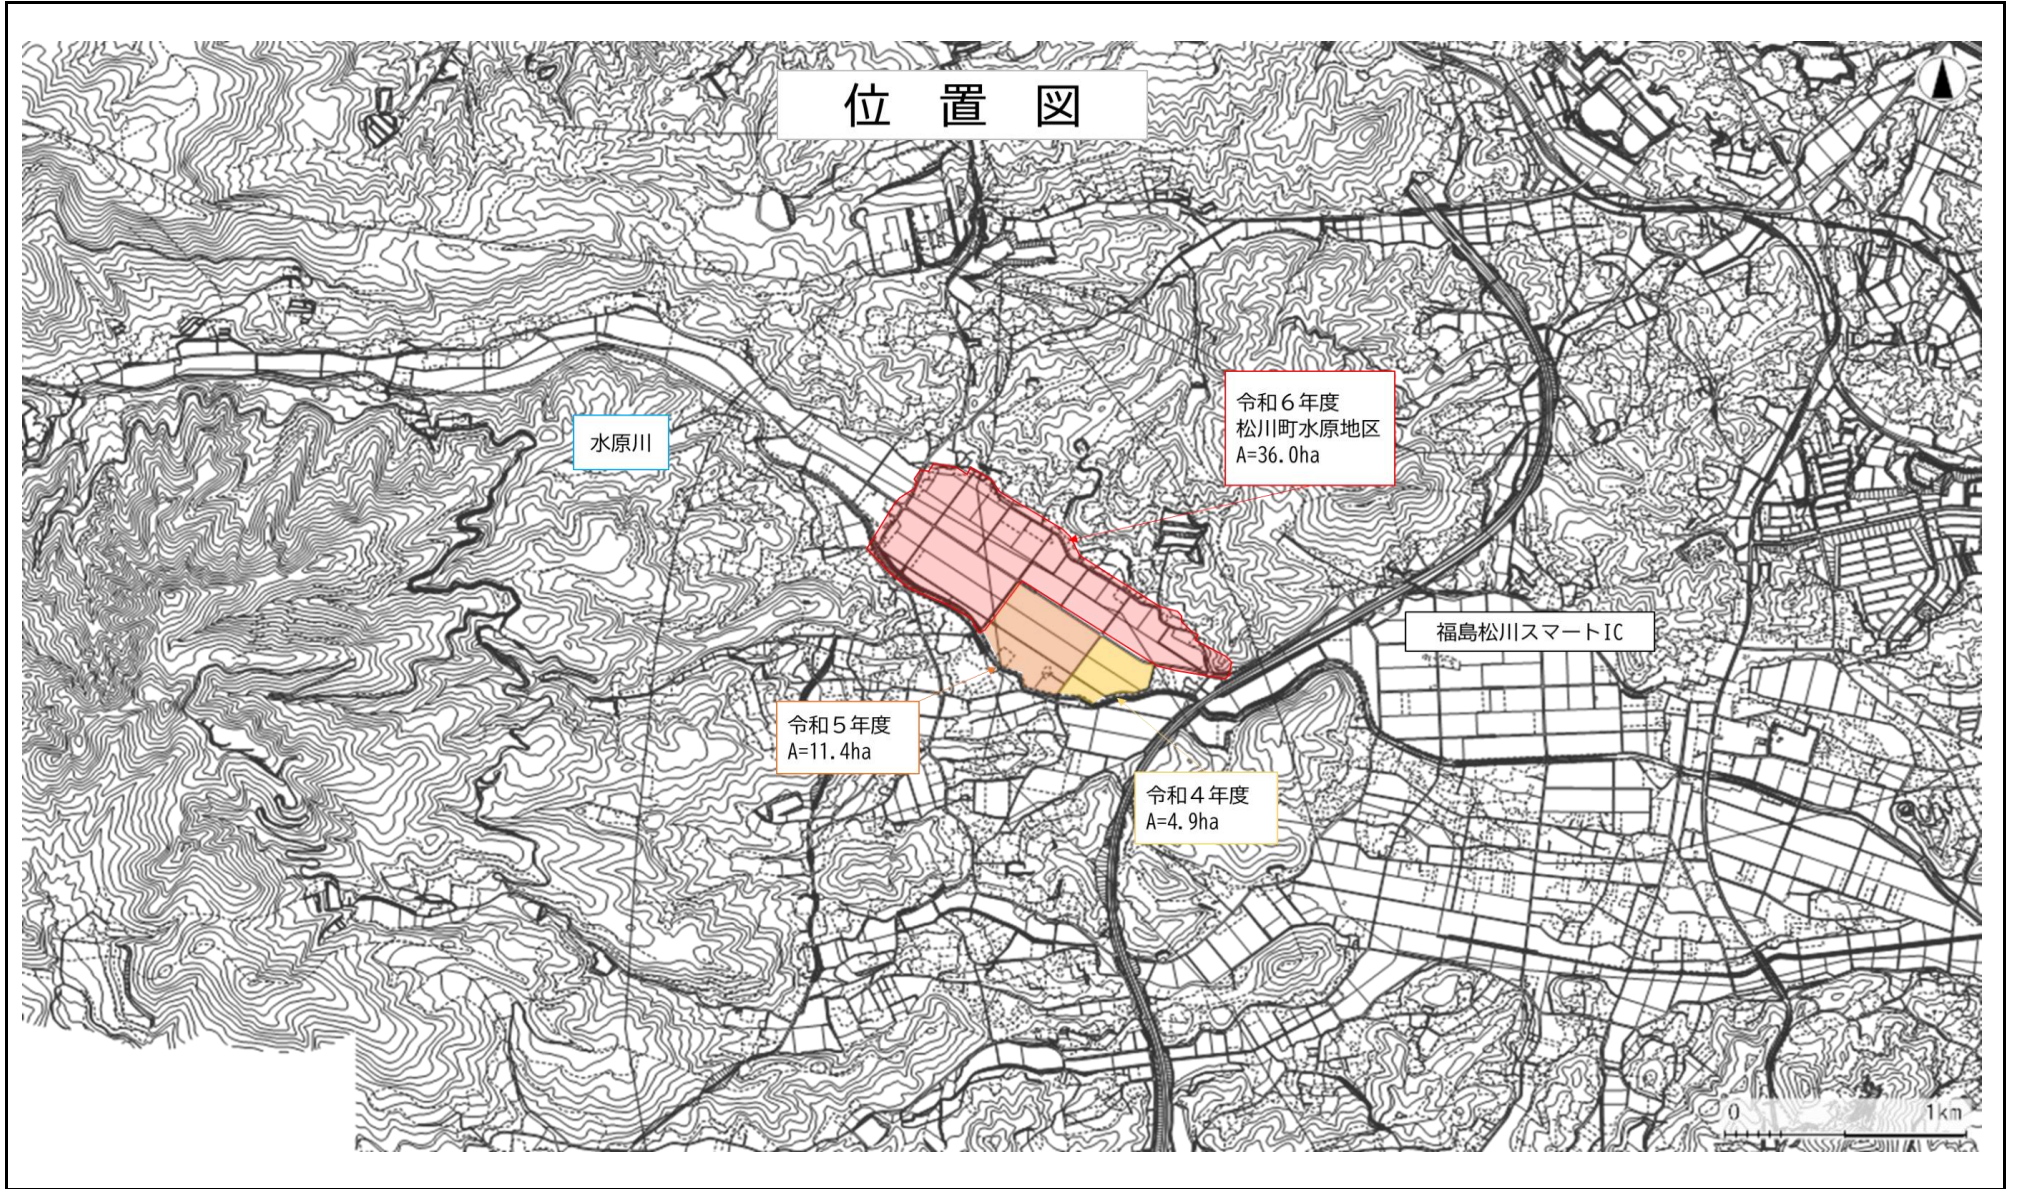 位 置 図
令和６年度
松川町水原地区
A=36.0ha
水原川
福島松川スマートIC
令和５年度
A=11.4ha
令和４年度
A=4.9ha
0 1km